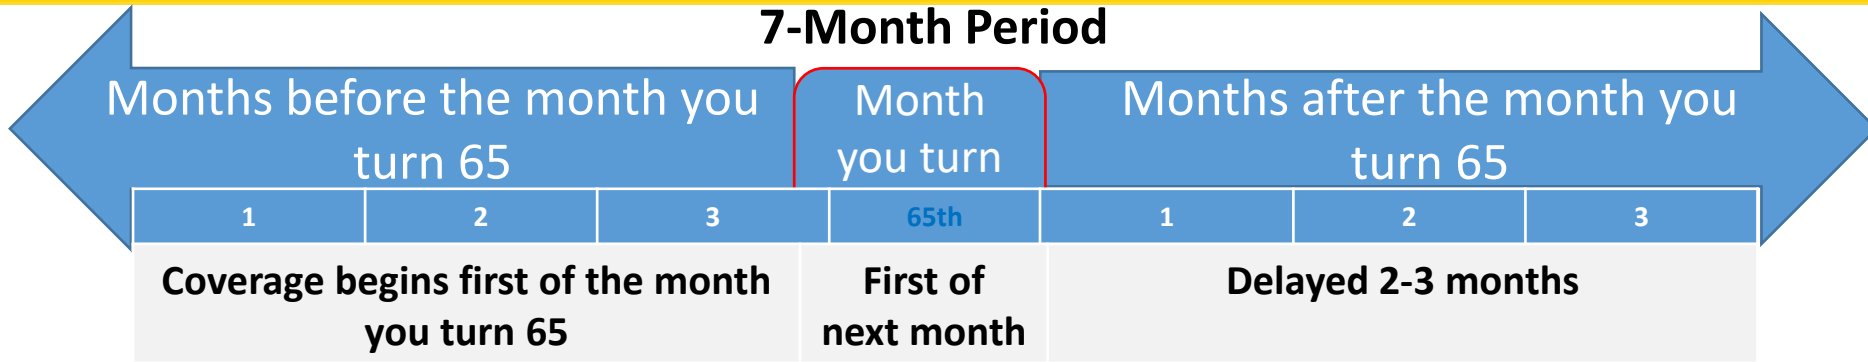 7-Month Period
Months before the month you
turn 65
Month
you turn
Months after the month you
turn 65
1
2
3
65th
1
2
3
Coverage begins first of the month
you turn 65
First of
next month
Delayed 2-3 months